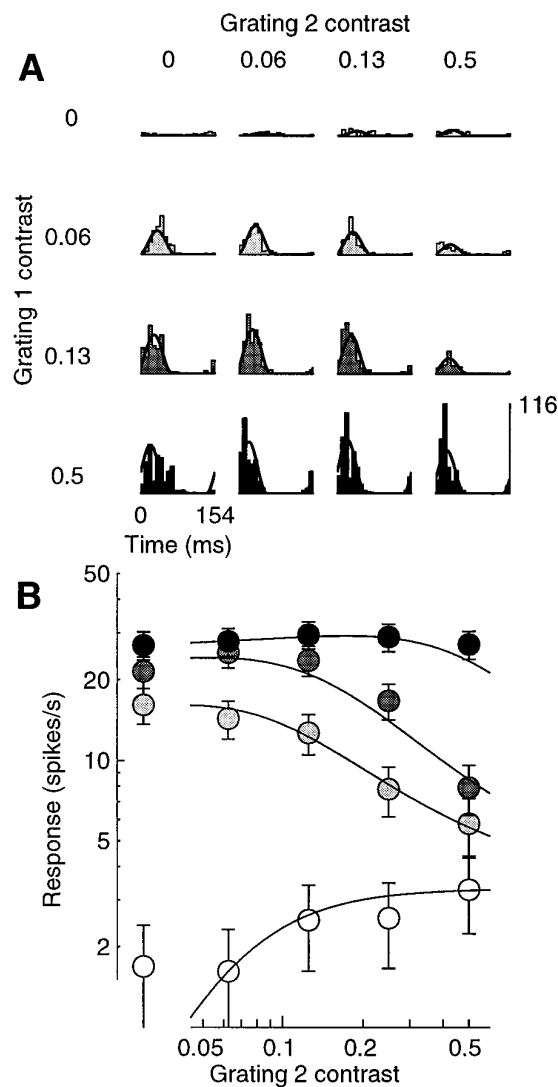 Grating 2 contrast
A
0 0.06 0.13 0.5
Grating 1 contrast
0
0.06
0.13
0.5
116
0 154
Time (ms)
B
Response (spikes/s)
50
20
10
5
2
0.05 0.1 0.2 0.5
Grating 2 contrast